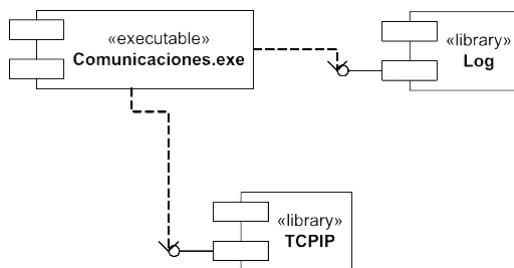 «executable»
Comunicaciones.exe
«library»
Log
«library»
TCPIP